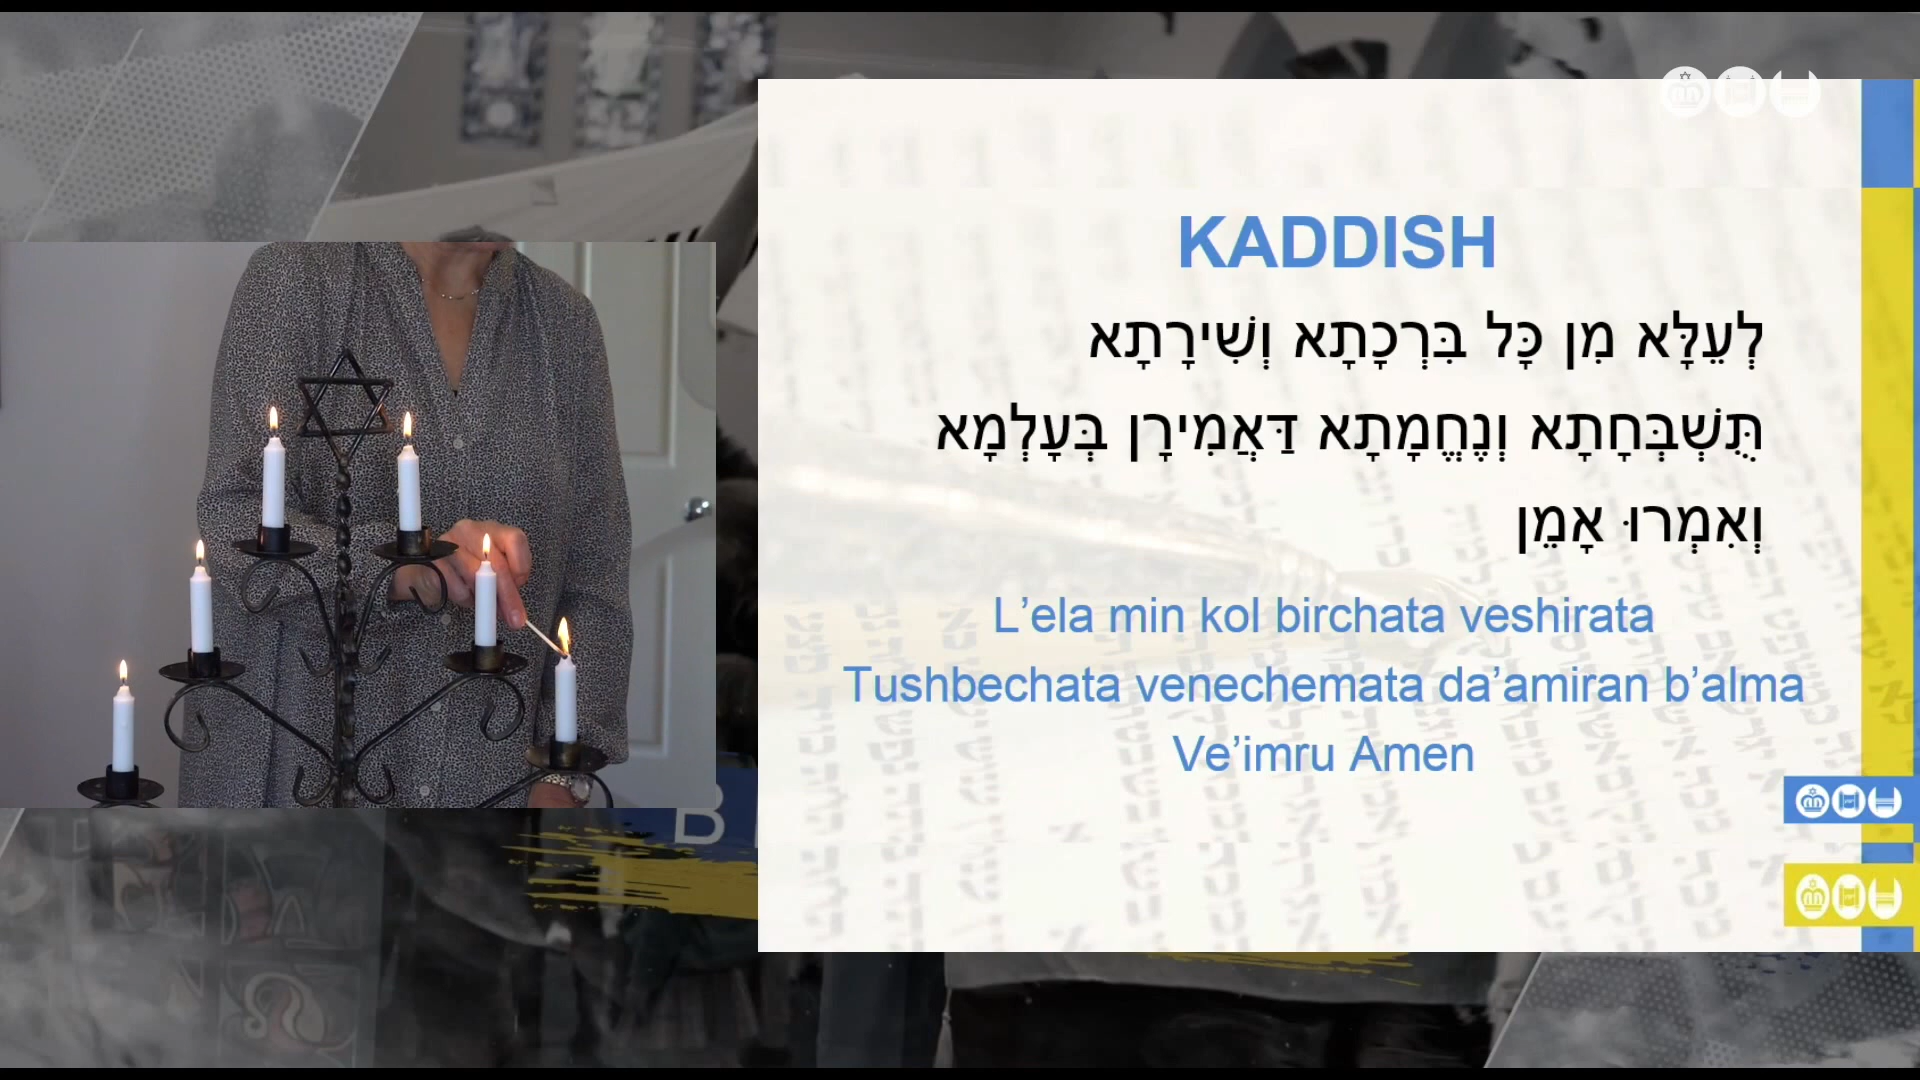 KADDISH
לְעֵלָּא מִן כָּל בִּרְכָתָא וְשִׁירָתָא
תֻּשְׁבְּחָתָא וְנֶחֱמָתָא דַּאֲמִירָן בְּעָלְמָא
וְאִמְרוּ אָמֵן
L’ela min kol birchata veshirata
Tushbechata venechemata da’amiran b’alma
Ve’imru Amen